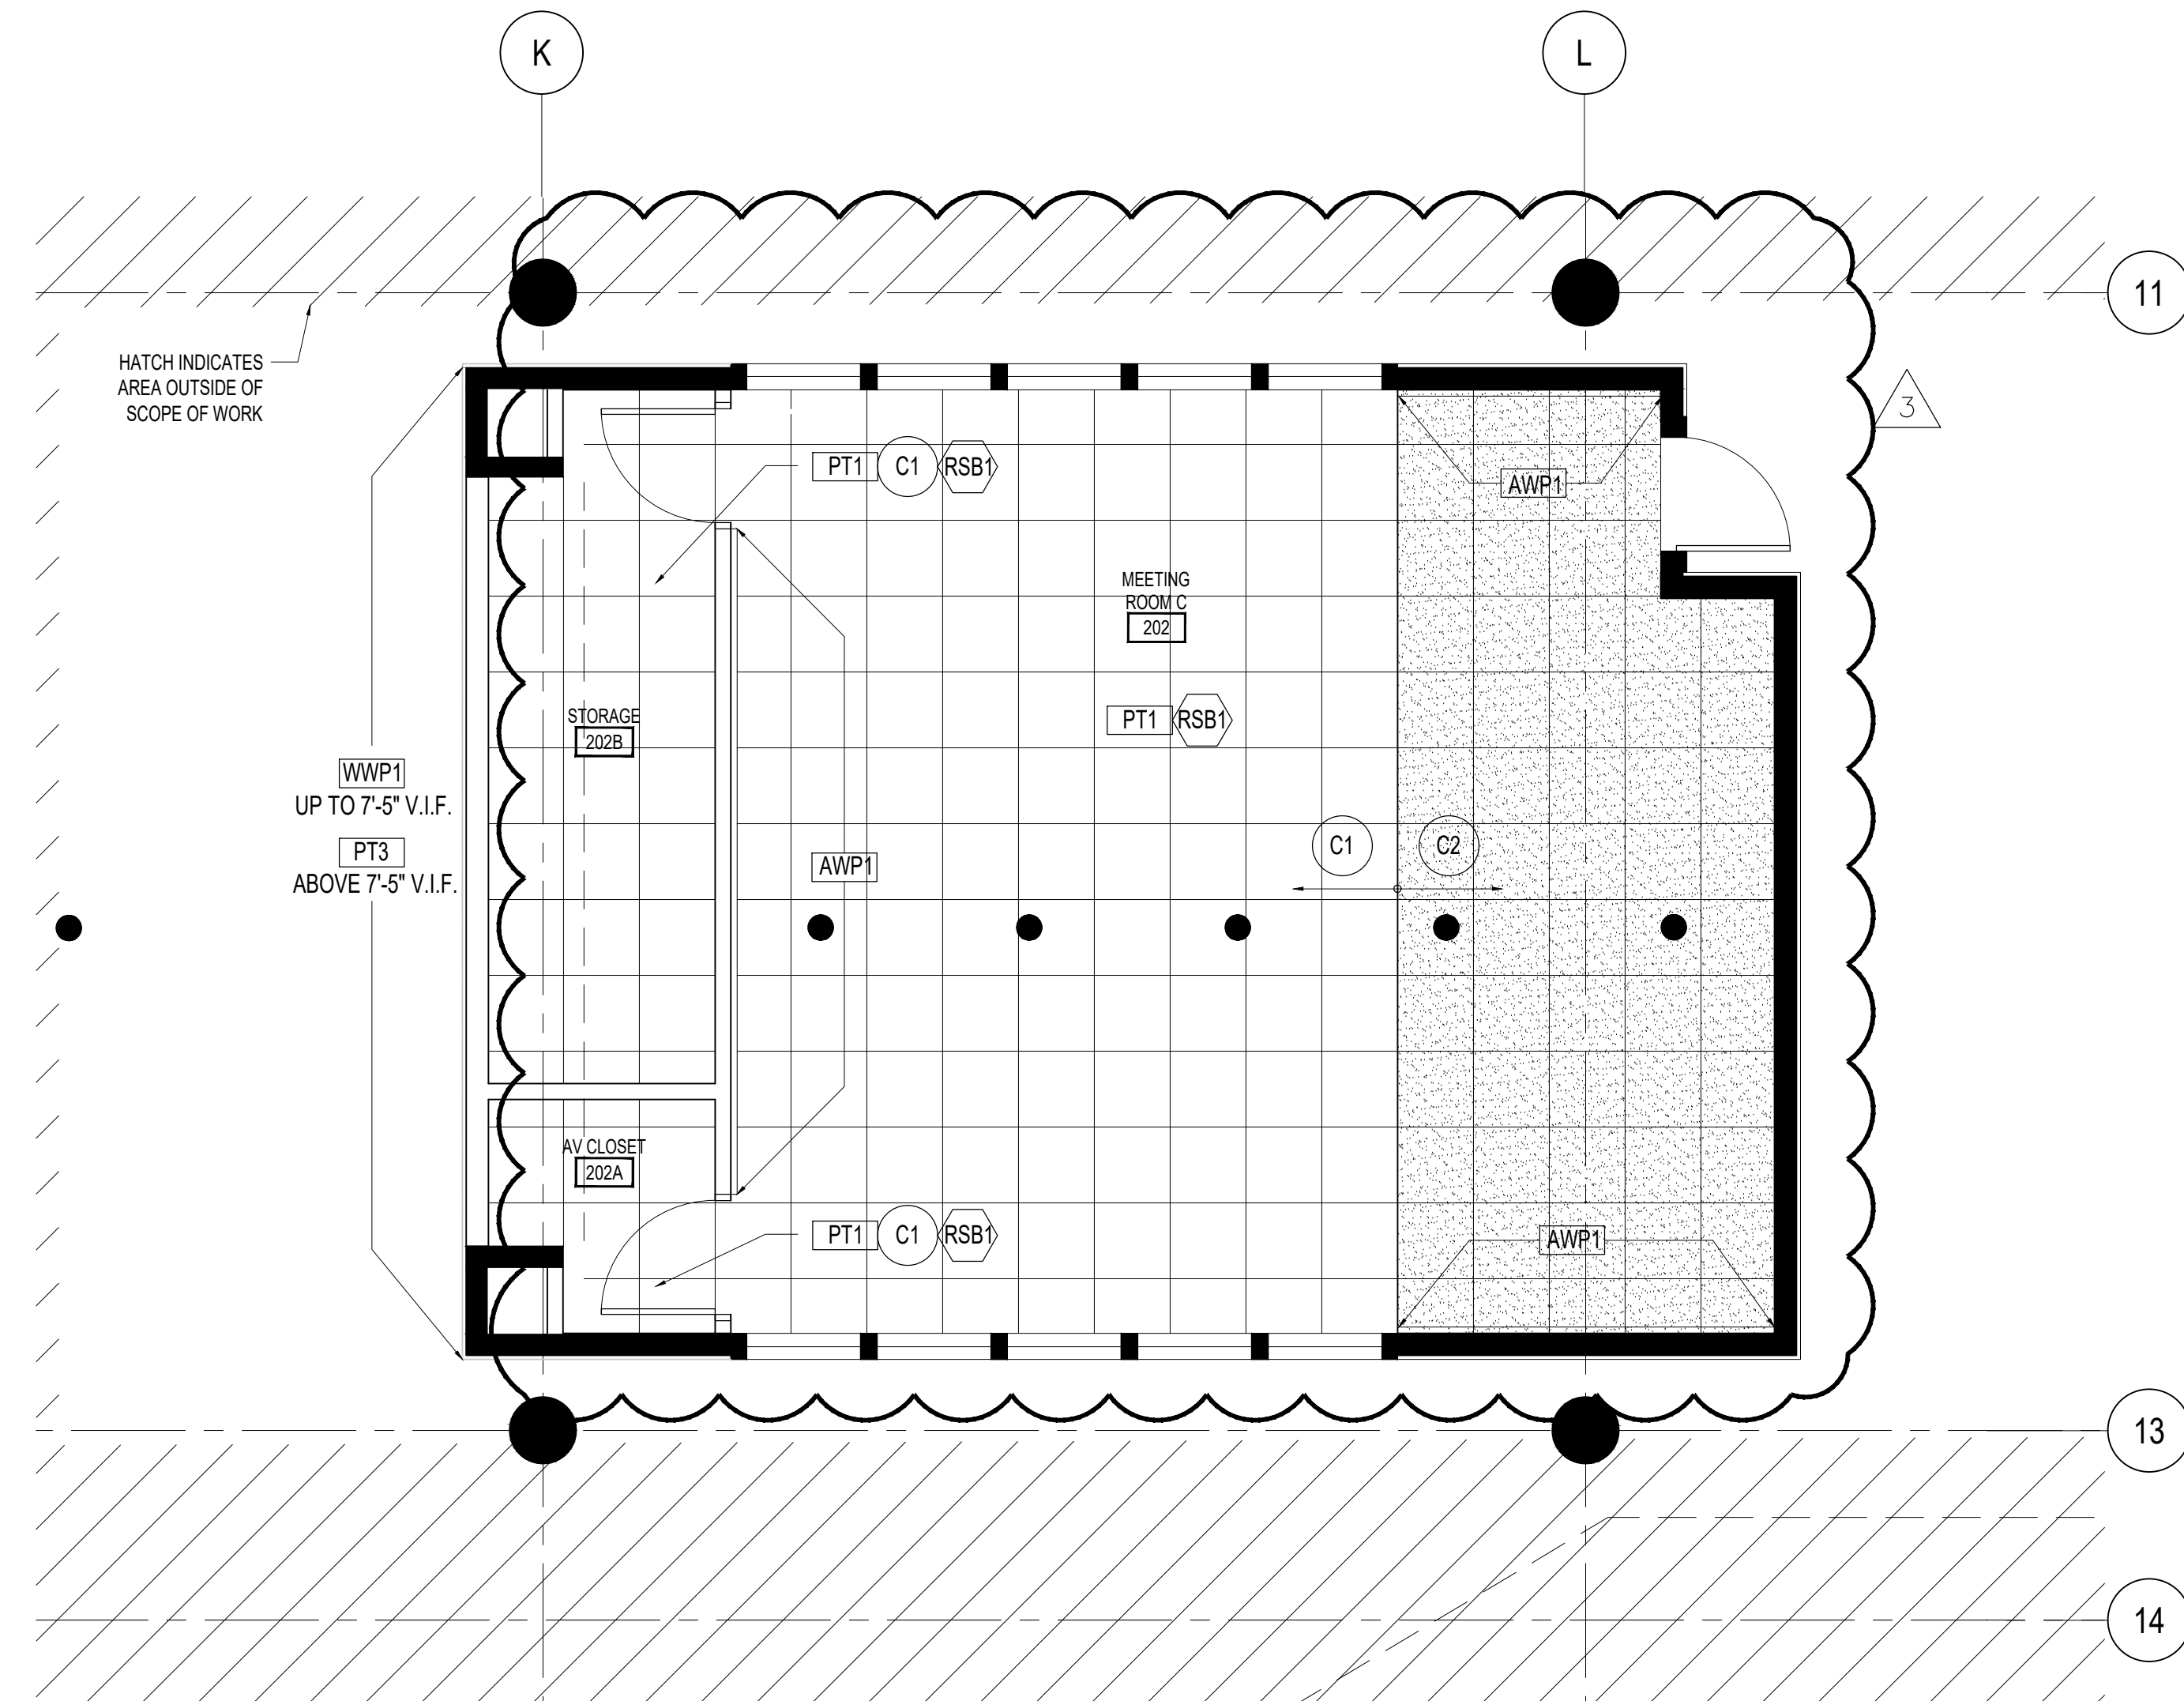 K
L
11
HATCH INDICATES
AREA OUTSIDE OF
SCOPE OF WORK
3
PT1 C1 RSB1
AWP1
MEETING
ROOM C
202
STORAGE
202B
PT1 RSB1
WWP1
UP TO 7'-5" V.I.F.
PT3
ABOVE 7'-5" V.I.F.
AWP1
C1 C2
AV CLOSET
202A
PT1 C1 RSB1
AWP1
13
14